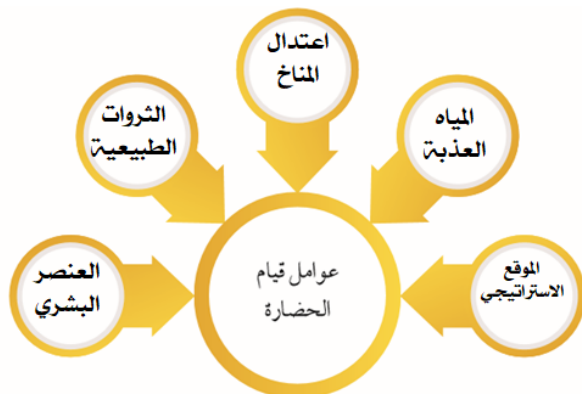 اعتدال
المناخ
المياه
العذبة
الثروات
الطبيعية
الموقع
الاستراتيجي
العنصر
البشري
عوامل قيام
الحضارة